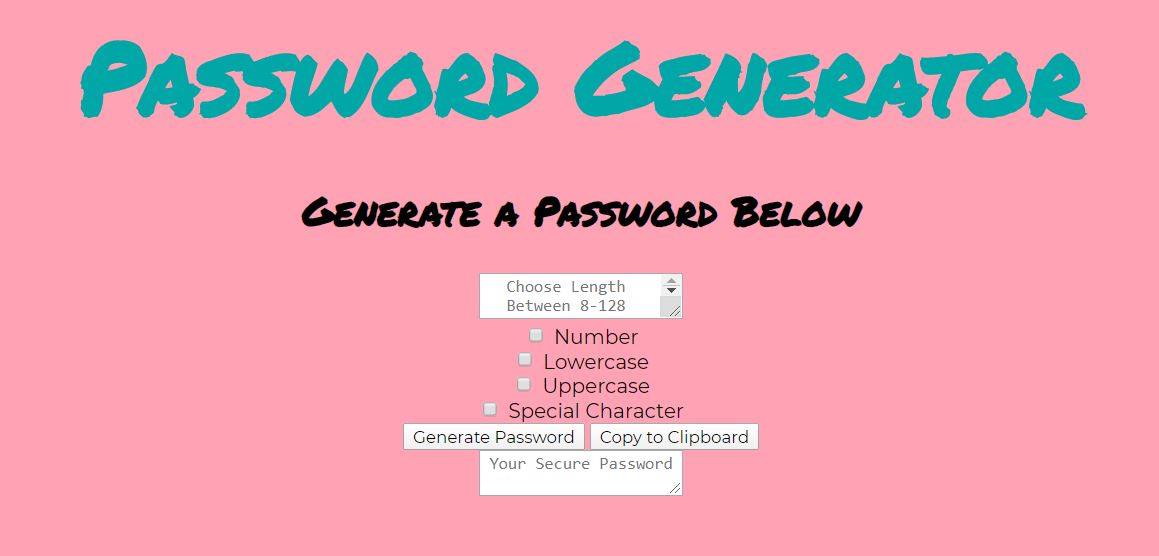 Password Generator
Generate a Password Below
Choose Length
Between 8-128
Number
Lowercase
Uppercase
Special Character
Generate Password Copy to Clipboard
Your Secure Password